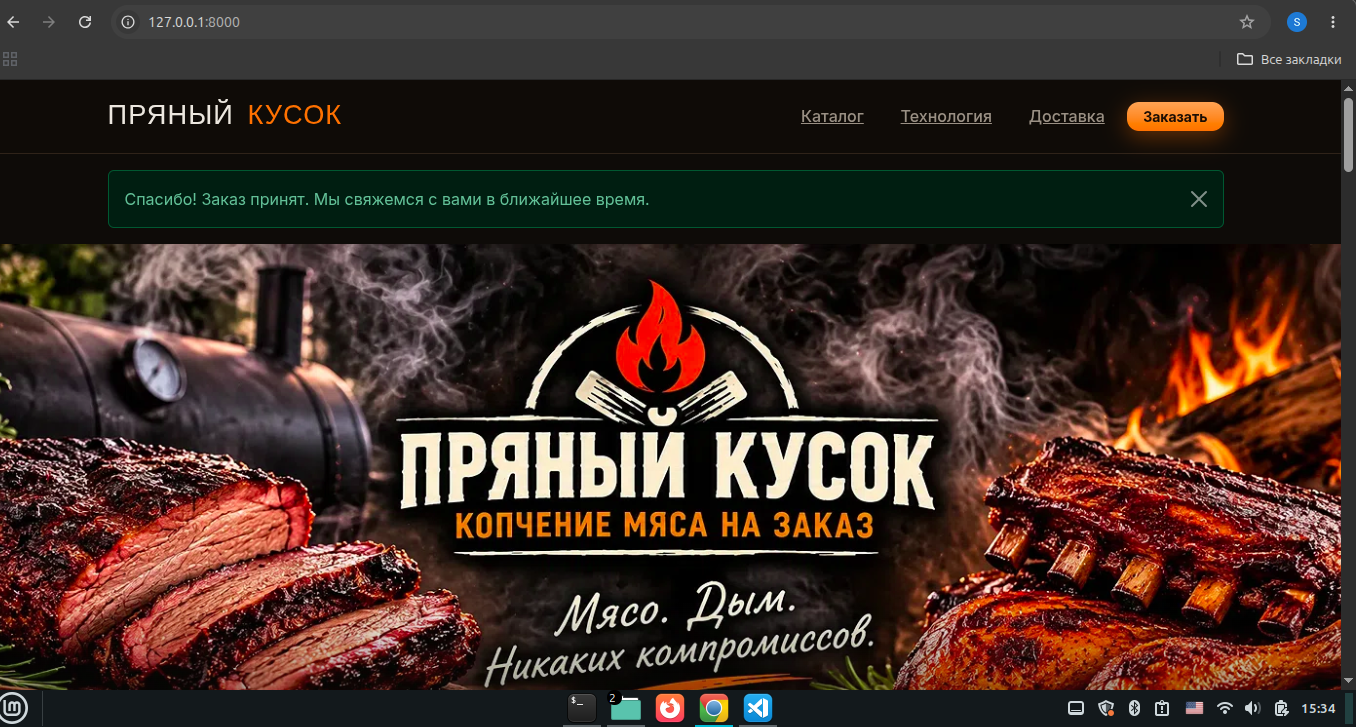 127.0.0.1:8000
S
Все закладки
ПРЯНЫЙ КУСОК
Каталог
Технология
Доставка
Заказать
Спасибо! Заказ принят. Мы свяжемся с вами в ближайшее время.
ПРЯНЫЙ КУСОК
КОПЧЕНИЕ МЯСА НА ЗАКАЗ
Мясо. Дым.
Никаких компромиссов.
2
15:34